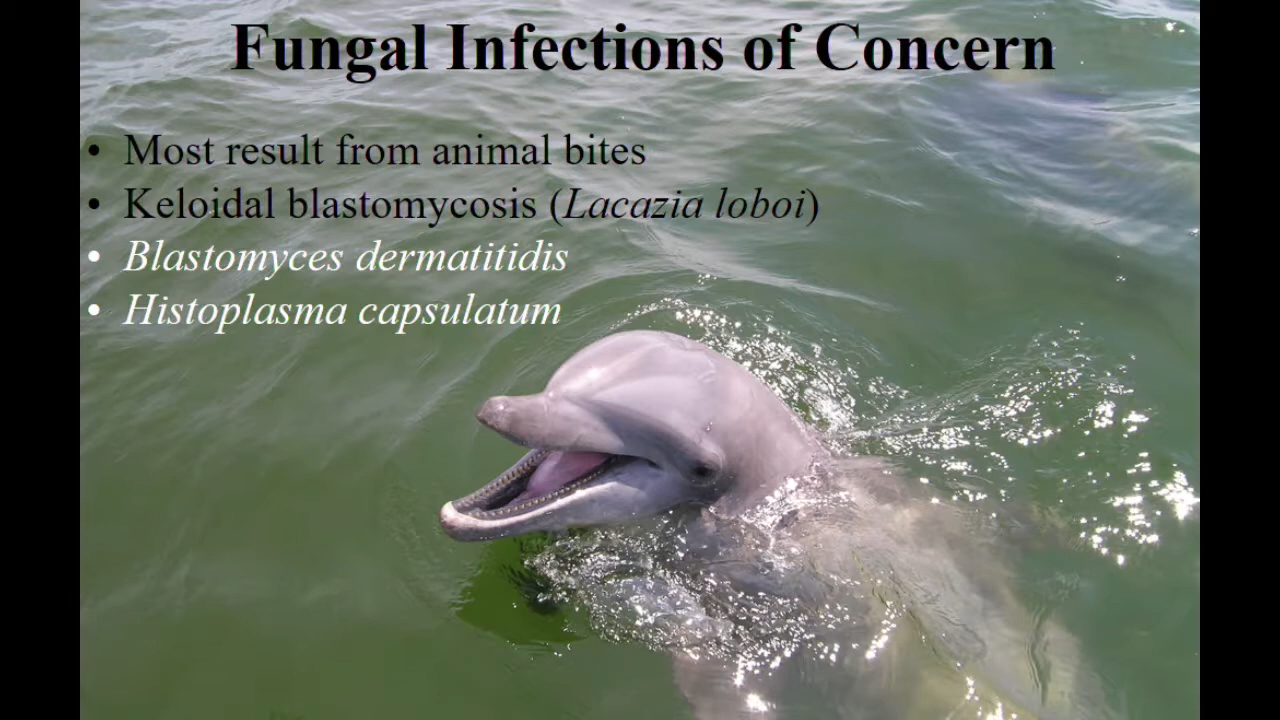 Fungal Infections of Concern
• Most result from animal bites
• Keloidal blastomycosis (Lacazia loboi)
• Blastomyces dermatitidis
• Histoplasma capsulatum